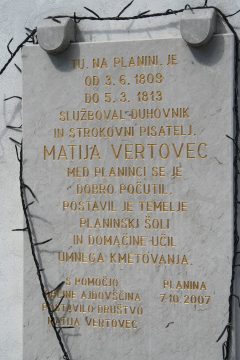 TU, NA PLANINI, JE
OD 3. 6. 1809
DO 5. 3. 1813
SLUŽBOVAL DUHOVNIK
IN STROKOVNI PISATELJ,
MATIJA VERTOVEC
MED PLANINCI SE JE
DOBRO POČUTIL.
POSTAVIL JE TEMELJE
PLANINSKI ŠOLI
IN DOMAČINE UČIL
UMNEGA KMETOVANJA.
S POMOČJO
OBČINE AJDOVŠČINA
POSTAVILO DRUŠTVO
MATIJA VERTOVEC
PLANINA
7. 10. 2007